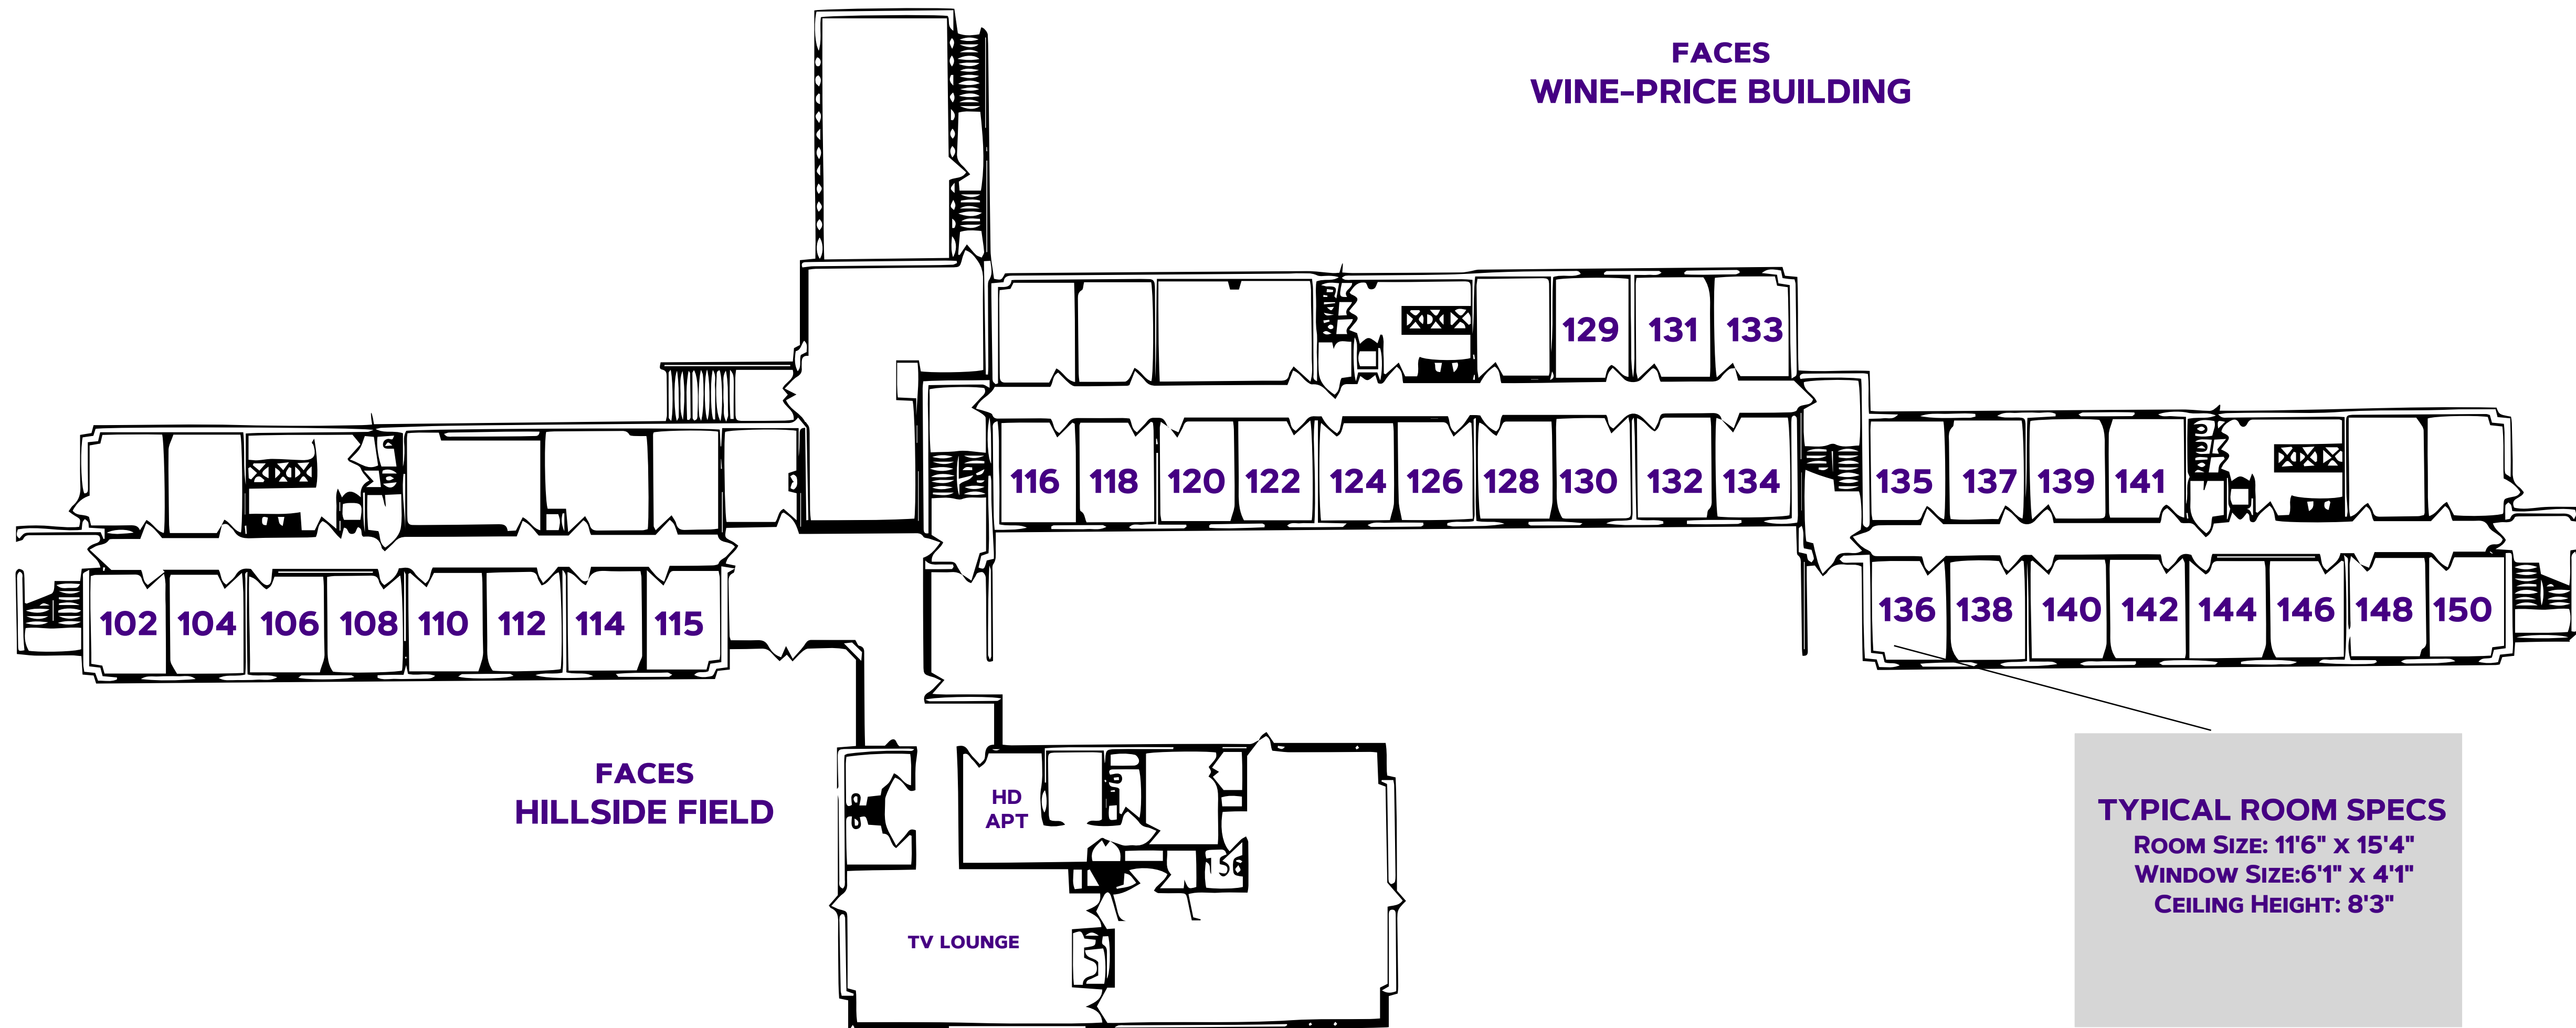 FACES
WINE-PRICE BUILDING
129 131 133
116 118 120 122 124 126 128 130 132 134
135 137 139 141
102 104 106 108 110 112 114 115
136 138 140 142 144 146 148 150
FACES
HILLSIDE FIELD
HD
APT
TV LOUNGE
TYPICAL ROOM SPECS
ROOM SIZE: 11'6" X 15'4"
WINDOW SIZE:6'1" X 4'1"
CEILING HEIGHT: 8'3"